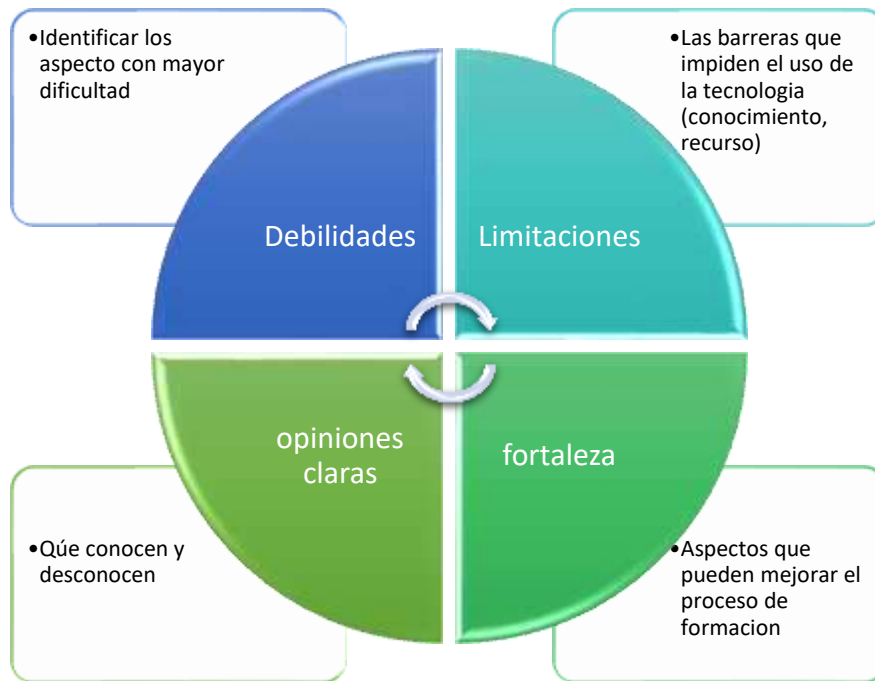 •Identificar los
aspecto con mayor
dificultad
•Las barreras que
impiden el uso de
la tecnologia
(conocimiento,
recurso)
Debilidades
Limitaciones
opiniones
claras
fortaleza
•Qúe conocen y
desconocen
•Aspectos que
pueden mejorar el
proceso de
formacion